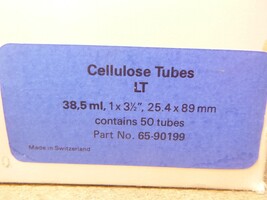 Cellulose Tubes
LT
38,5 ml, 1 x 3½", 25.4 x 89 mm
contains 50 tubes
Part No. 65-90199
Made in Switzerland